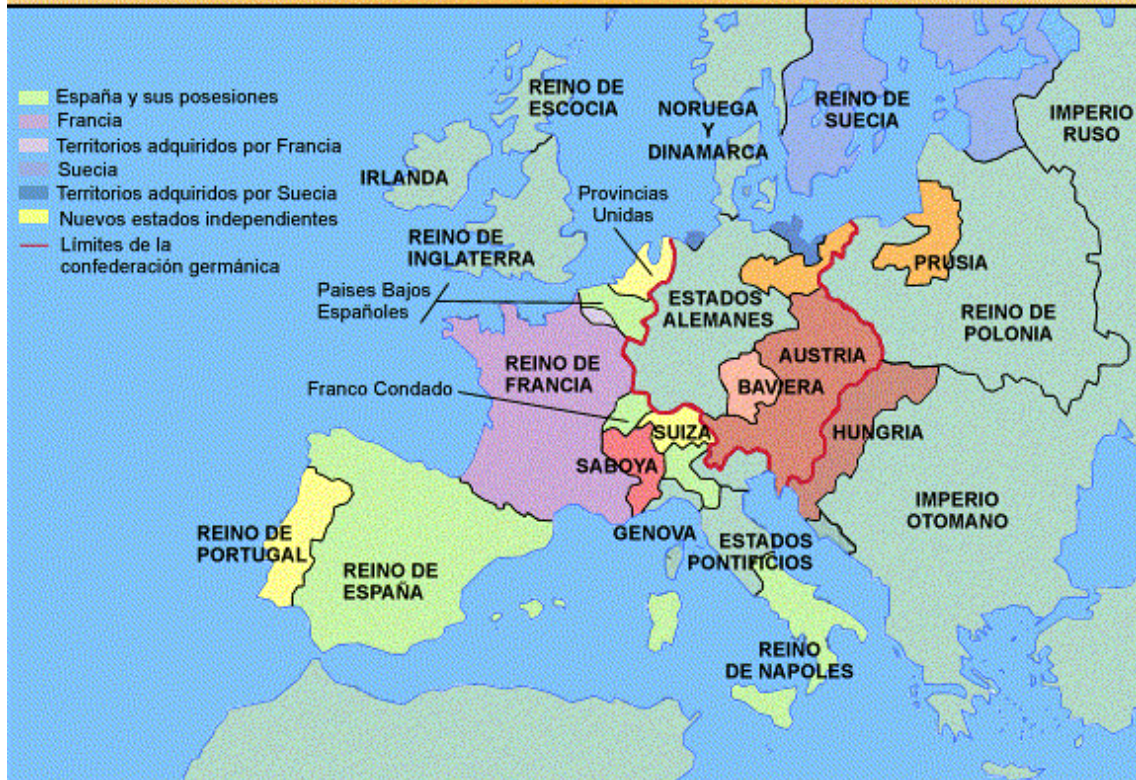 España y sus posesiones
Francia
Territorios adquiridos por Francia
Suecia
Territorios adquiridos por Suecia
Nuevos estados independientes
Límites de la
confederación germánica
REINO DE
ESCOCIA
NORUEGA
Y
DINAMARCA
REINO DE
SUECIA
IMPERIO
RUSO
IRLANDA
Provincias
Unidas
REINO DE
INGLATERRA
PRUSIA
Paises Bajos
Españoles
ESTADOS
ALEMANES
REINO DE
POLONIA
REINO DE
FRANCIA
AUSTRIA
BAVIERA
Franco Condado
SUIZA
HUNGRIA
SABOYA
IMPERIO
OTOMANO
REINO DE
PORTUGAL
GENOVA
ESTADOS
PONTIFICIOS
REINO DE
ESPAÑA
REINO
DE NAPOLES